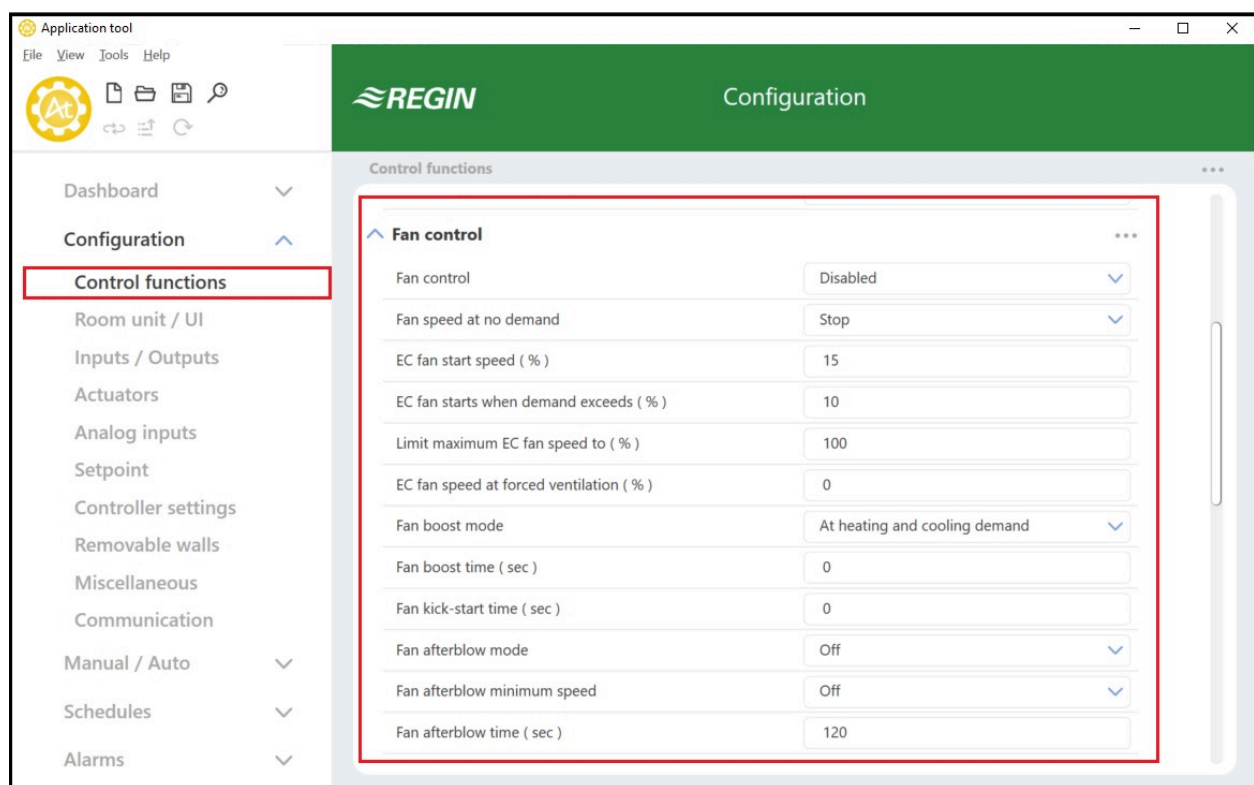 Application tool
File View Tools Help
At
REGIN
Configuration
Control functions
Dashboard
Configuration
Control functions
Room unit / UI
Inputs / Outputs
Actuators
Analog inputs
Setpoint
Controller settings
Removable walls
Miscellaneous
Communication
Manual / Auto
Schedules
Alarms
Fan control
Fan control Disabled
Fan speed at no demand Stop
EC fan start speed ( % ) 15
EC fan starts when demand exceeds ( % ) 10
Limit maximum EC fan speed to ( % ) 100
EC fan speed at forced ventilation ( % ) 0
Fan boost mode At heating and cooling demand
Fan boost time ( sec ) 0
Fan kick-start time ( sec ) 0
Fan afterblow mode Off
Fan afterblow minimum speed Off
Fan afterblow time ( sec ) 120